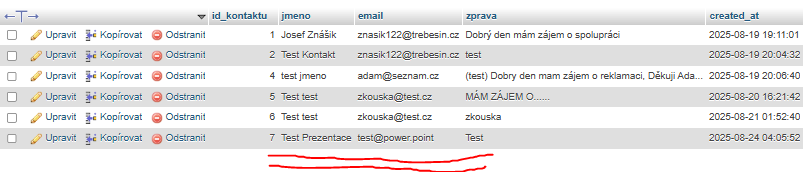 id_kontaktu jmeno email zprava created_at
Upravit Kopírovat Odstranit 1 Josef Znášik znasik122@trebesin.cz Dobrý den mám zájem o spolupráci 2025-08-19 19:11:01
Upravit Kopírovat Odstranit 2 Test Kontakt znasik122@trebesin.cz test 2025-08-19 20:04:32
Upravit Kopírovat Odstranit 4 test jmeno adam@seznam.cz (test) Dobry den mam zájem o reklamaci, Děkuji Ada... 2025-08-19 20:06:40
Upravit Kopírovat Odstranit 5 Test test zkouska@test.cz MÁM ZÁJEM O...... 2025-08-20 16:21:42
Upravit Kopírovat Odstranit 6 Test test zkouska@test.cz zkouska 2025-08-21 01:52:40
Upravit Kopírovat Odstranit 7 Test Prezentace test@power.point Test 2025-08-24 04:05:52